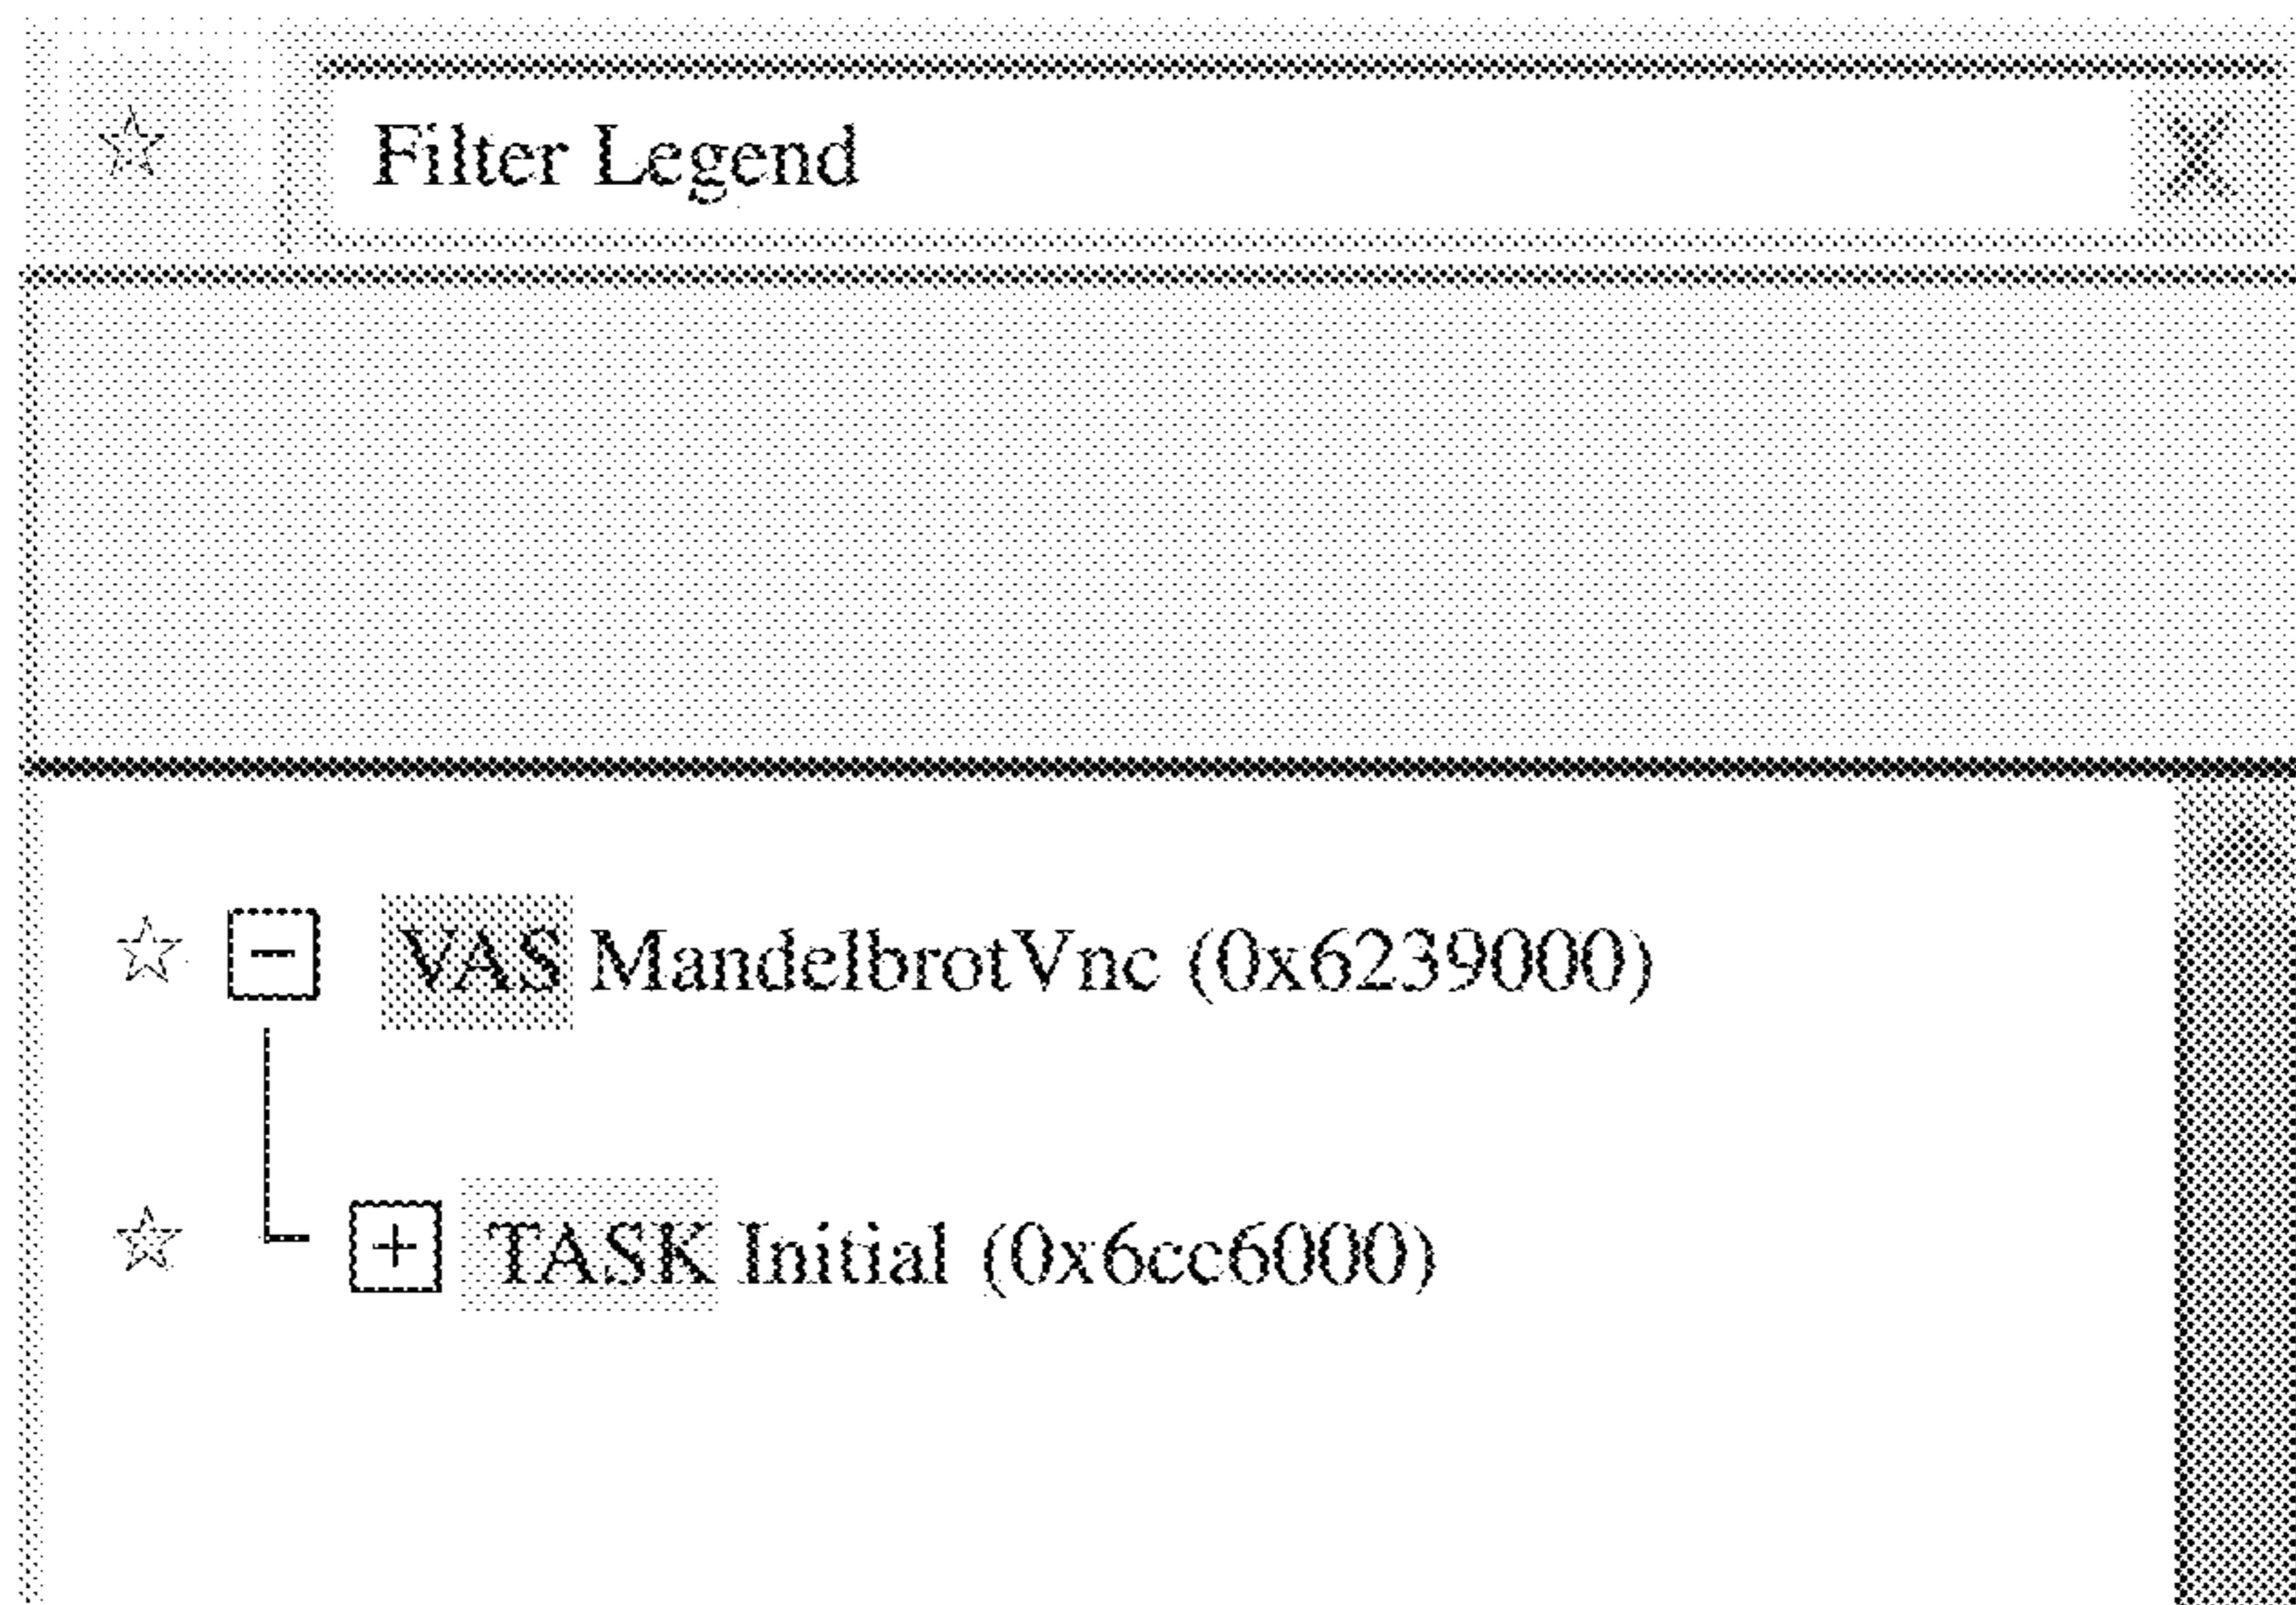 ☆ Filter Legend X
☆ − VAS MandelbrotVnc (0x6239000)
☆ + TASK Initial (0x6cc6000)